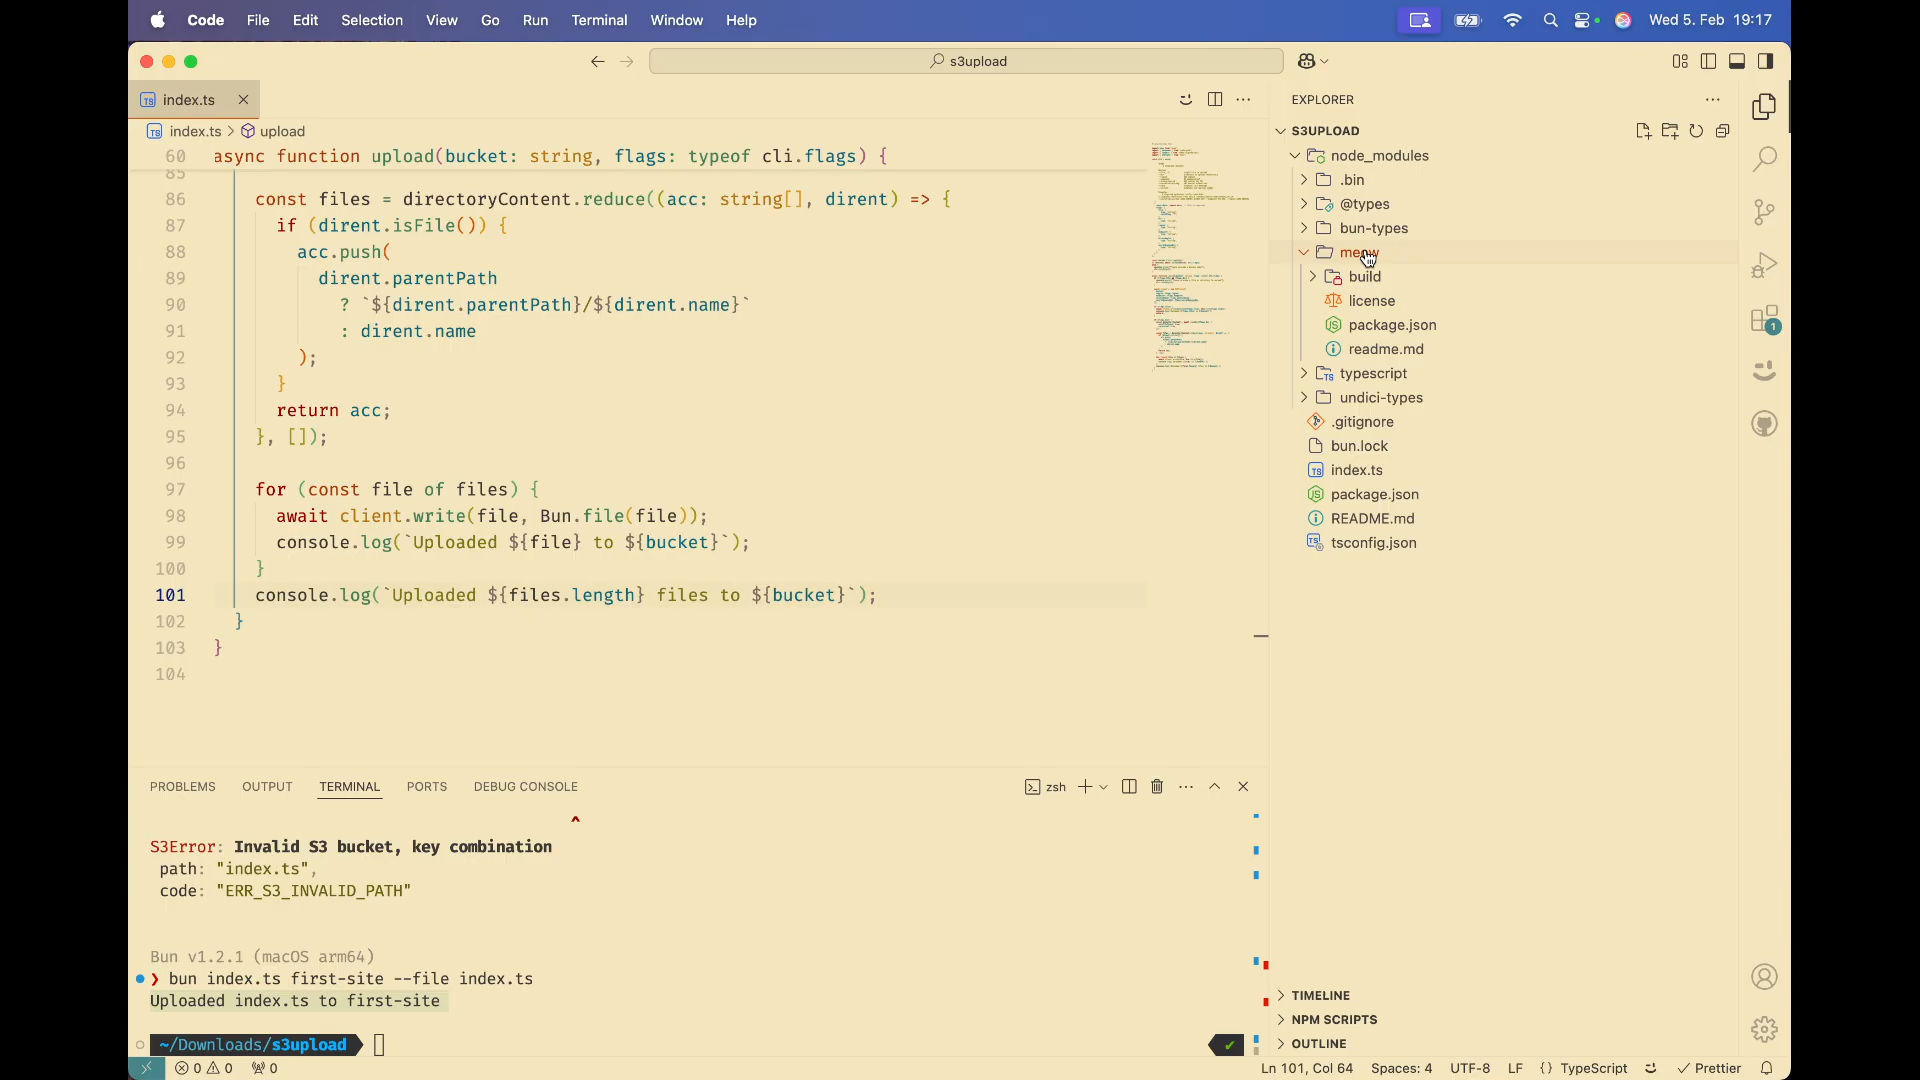 Code File Edit Selection View Go Run Terminal Window Help
Wed 5. Feb 19:17
s3upload
index.ts
index.ts > upload
60 async function upload(bucket: string, flags: typeof cli.flags) {
85
86 const files = directoryContent.reduce((acc: string[], dirent) => {
87 if (dirent.isFile()) {
88 acc.push(
89 dirent.parentPath
90 ? `${dirent.parentPath}/${dirent.name}`
91 : dirent.name
92 );
93 }
94 return acc;
95 }, []);
96
97 for (const file of files) {
98 await client.write(file, Bun.file(file));
99 console.log(`Uploaded ${file} to ${bucket}`);
100 }
101 console.log(`Uploaded ${files.length} files to ${bucket}`);
102 }
103 }
104
PROBLEMS OUTPUT TERMINAL PORTS DEBUG CONSOLE
zsh
^
S3Error: Invalid S3 bucket, key combination
path: "index.ts",
code: "ERR_S3_INVALID_PATH"
Bun v1.2.1 (macOS arm64)
❯ bun index.ts first-site --file index.ts
Uploaded index.ts to first-site
~/Downloads/s3upload
EXPLORER
S3UPLOAD
node_modules
.bin
@types
bun-types
meow
build
license
package.json
readme.md
typescript
undici-types
.gitignore
bun.lock
index.ts
package.json
README.md
tsconfig.json
TIMELINE
NPM SCRIPTS
OUTLINE
1
0 0 0
Ln 101, Col 64 Spaces: 4 UTF-8 LF {} TypeScript Prettier